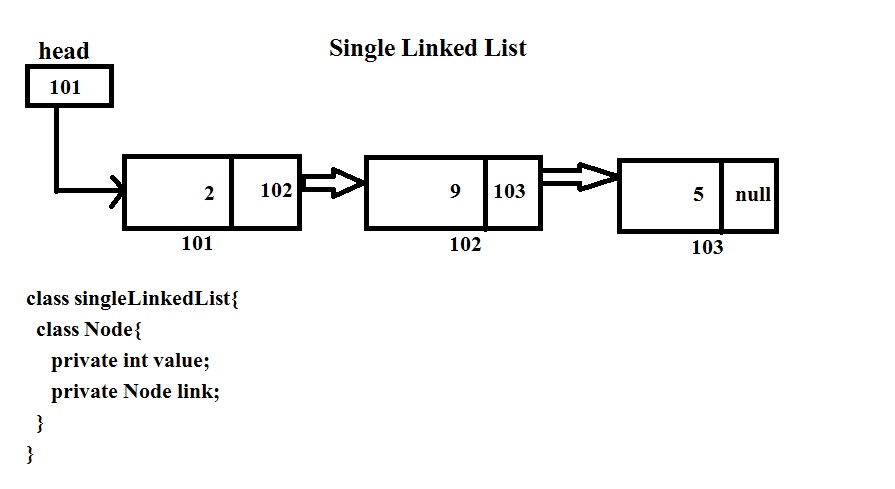 head
Single Linked List
101
2 102
9 103
5 null
101
102
103
class singleLinkedList{
class Node{
private int value;
private Node link;
}
}